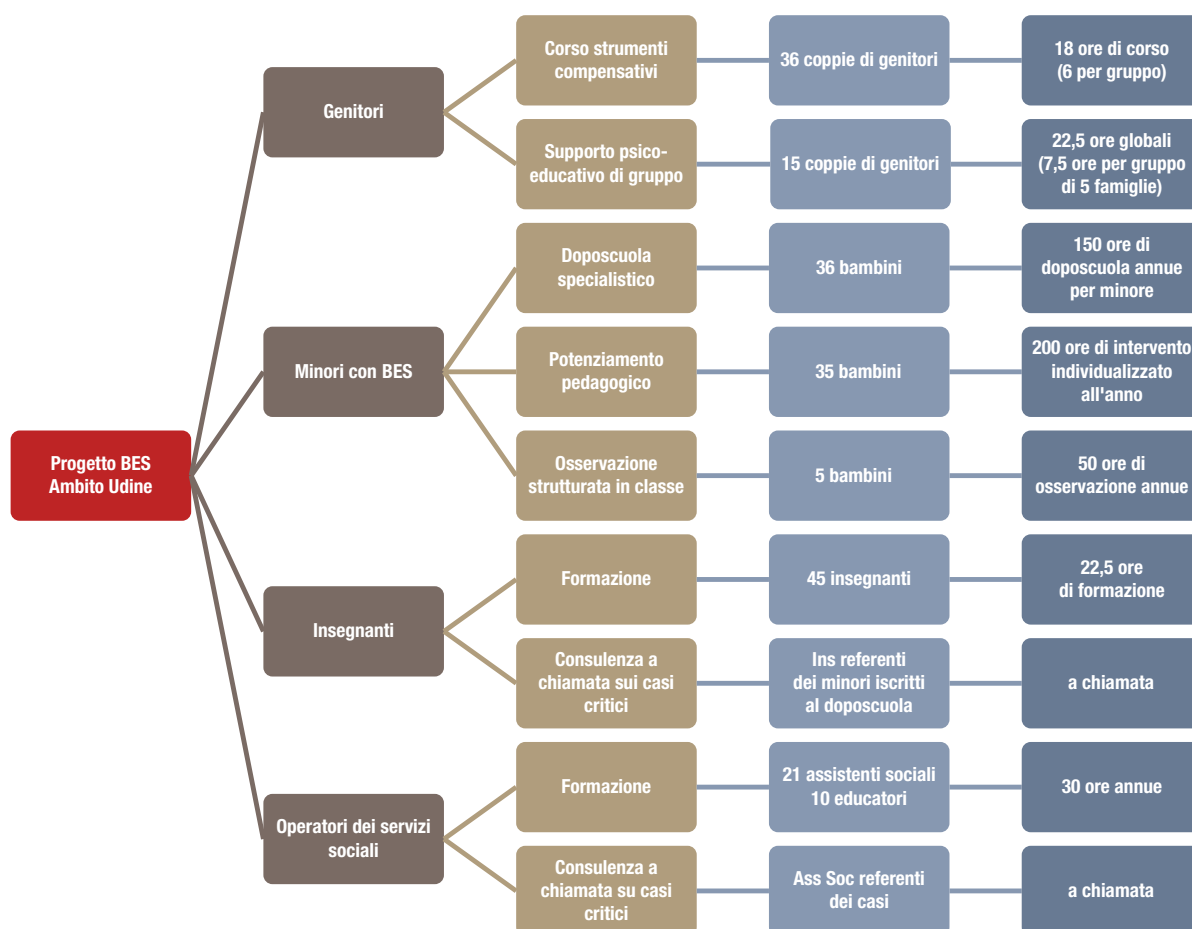 Progetto BES
Ambito Udine
Genitori
Corso strumenti
compensativi
36 coppie di genitori
18 ore di corso
(6 per gruppo)
Supporto psico-
educativo di gruppo
15 coppie di genitori
22,5 ore globali
(7,5 ore per gruppo
di 5 famiglie)
Minori con BES
Doposcuola
specialistico
36 bambini
150 ore di
doposcuola annue
per minore
Potenziamento
pedagogico
35 bambini
200 ore di intervento
individualizzato
all'anno
Osservazione
strutturata in classe
5 bambini
50 ore di
osservazione annue
Insegnanti
Formazione
45 insegnanti
22,5 ore
di formazione
Consulenza a
chiamata sui casi
critici
Ins referenti
dei minori iscritti
al doposcuola
a chiamata
Operatori dei servizi
sociali
Formazione
21 assistenti sociali
10 educatori
30 ore annue
Consulenza a
chiamata su casi
critici
Ass Soc referenti
dei casi
a chiamata